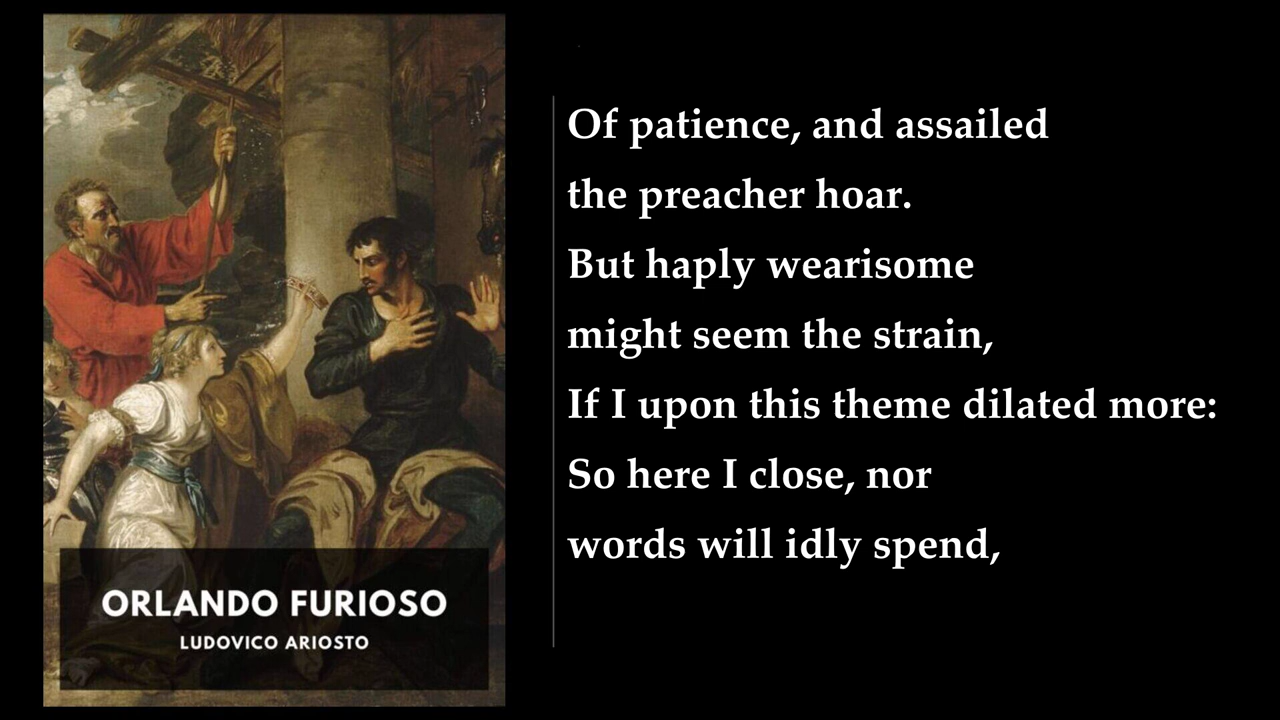 ORLANDO FURIOSO
LUDOVICO ARIOSTO
Of patience, and assailed
the preacher hoar.
But haply wearisome
might seem the strain,
If I upon this theme dilated more:
So here I close, nor
words will idly spend,